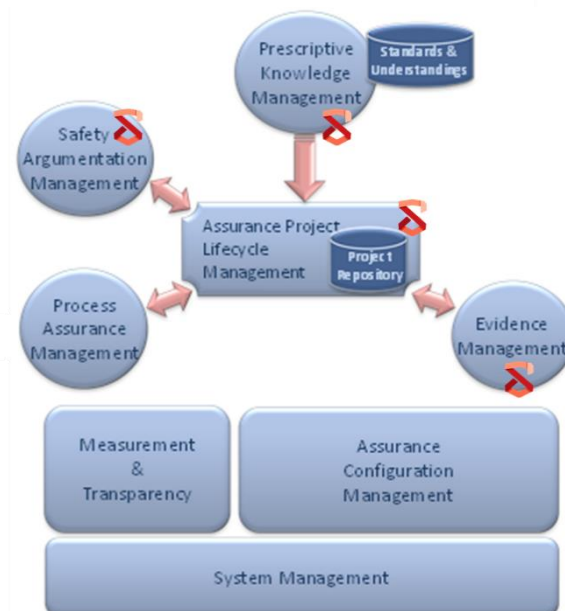 Prescriptive
Knowledge
Management
Standards &
Understandings
Safety
Argumentation
Management
Assurance Project
Lifecycle
Management
Project
Repository
Process
Assurance
Management
Evidence
Management
Measurement
&
Transparency
Assurance
Configuration
Management
System Management